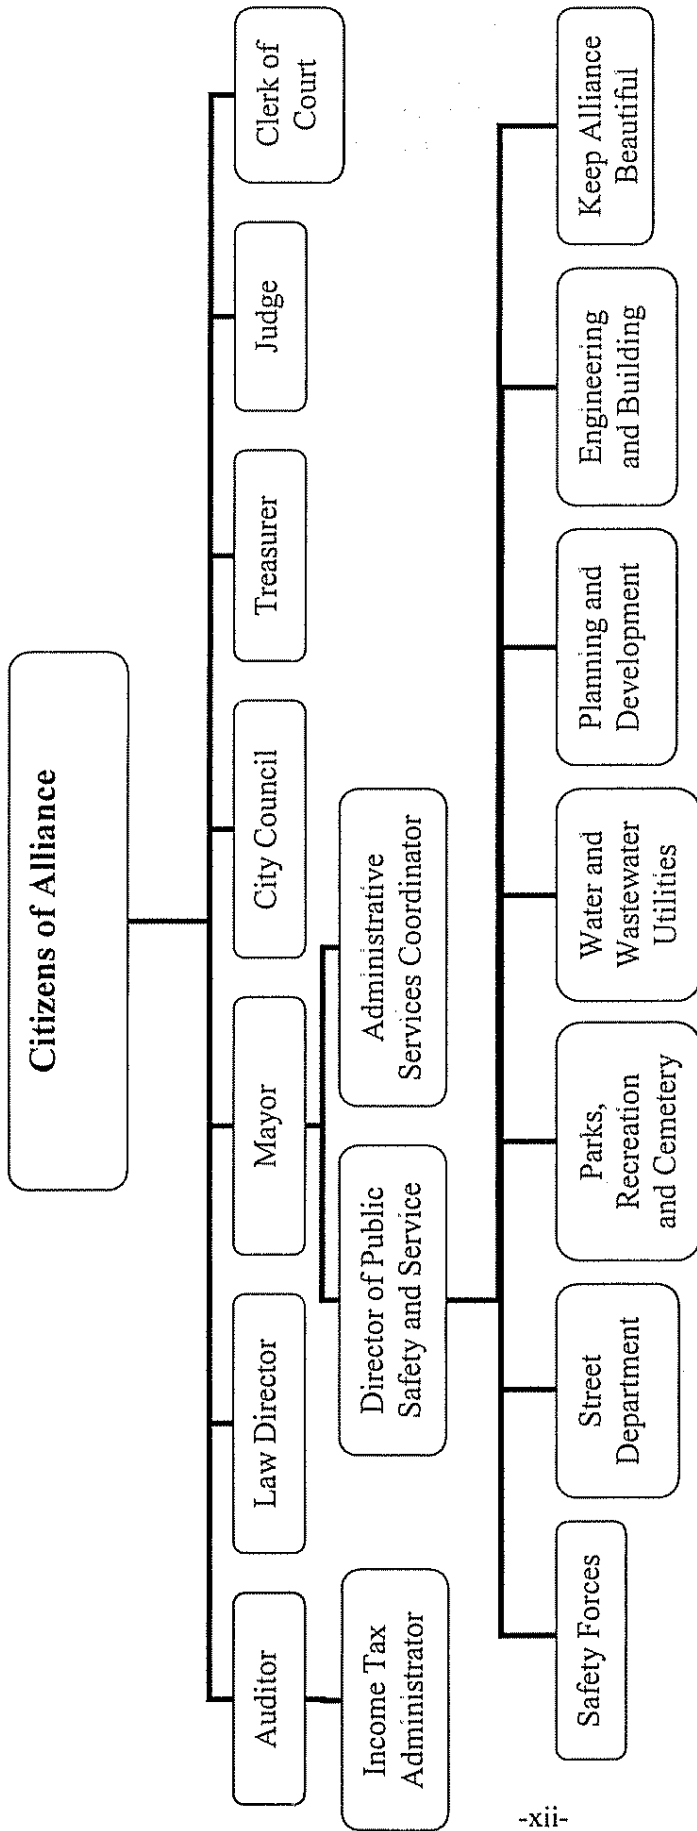 Citizens of Alliance
Auditor
Law Director
Mayor
City Council
Treasurer
Judge
Clerk of
Court
Income Tax
Administrator
Director of Public
Safety and Service
Administrative
Services Coordinator
Safety Forces
Street
Department
Parks,
Recreation
and Cemetery
Water and
Wastewater
Utilities
Planning and
Development
Engineering
and Building
Keep Alliance
Beautiful
-xii-